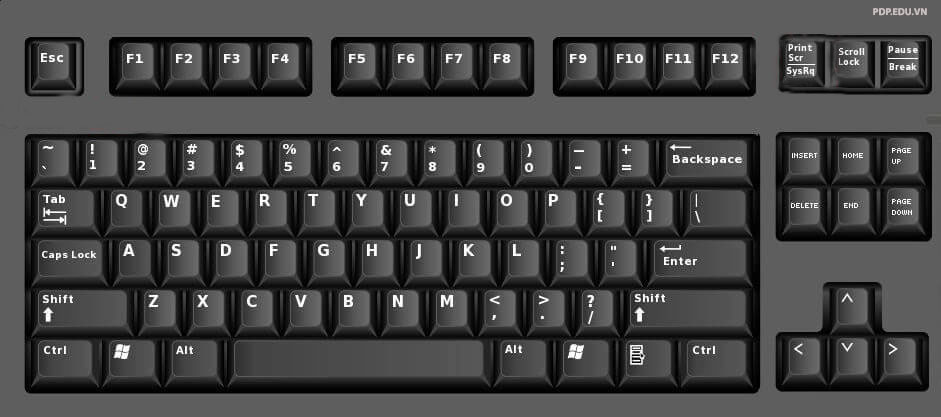 PDP.EDU.VN
Esc F1 F2 F3 F4 F5 F6 F7 F8 F9 F10 F11 F12 Print Scr SysRq Scroll Lock Pause Break
~ ! @ # $ % ^ & * ( ) — +
` 1 2 3 4 5 6 7 8 9 0 - = Backspace
INSERT HOME PAGE UP
Tab Q W E R T Y U I O P { [ } ] | \
DELETE END PAGE DOWN
Caps Lock A S D F G H J K L : ; " ' Enter
Shift Z X C V B N M < , > . ? / Shift
Ctrl Alt Alt Ctrl